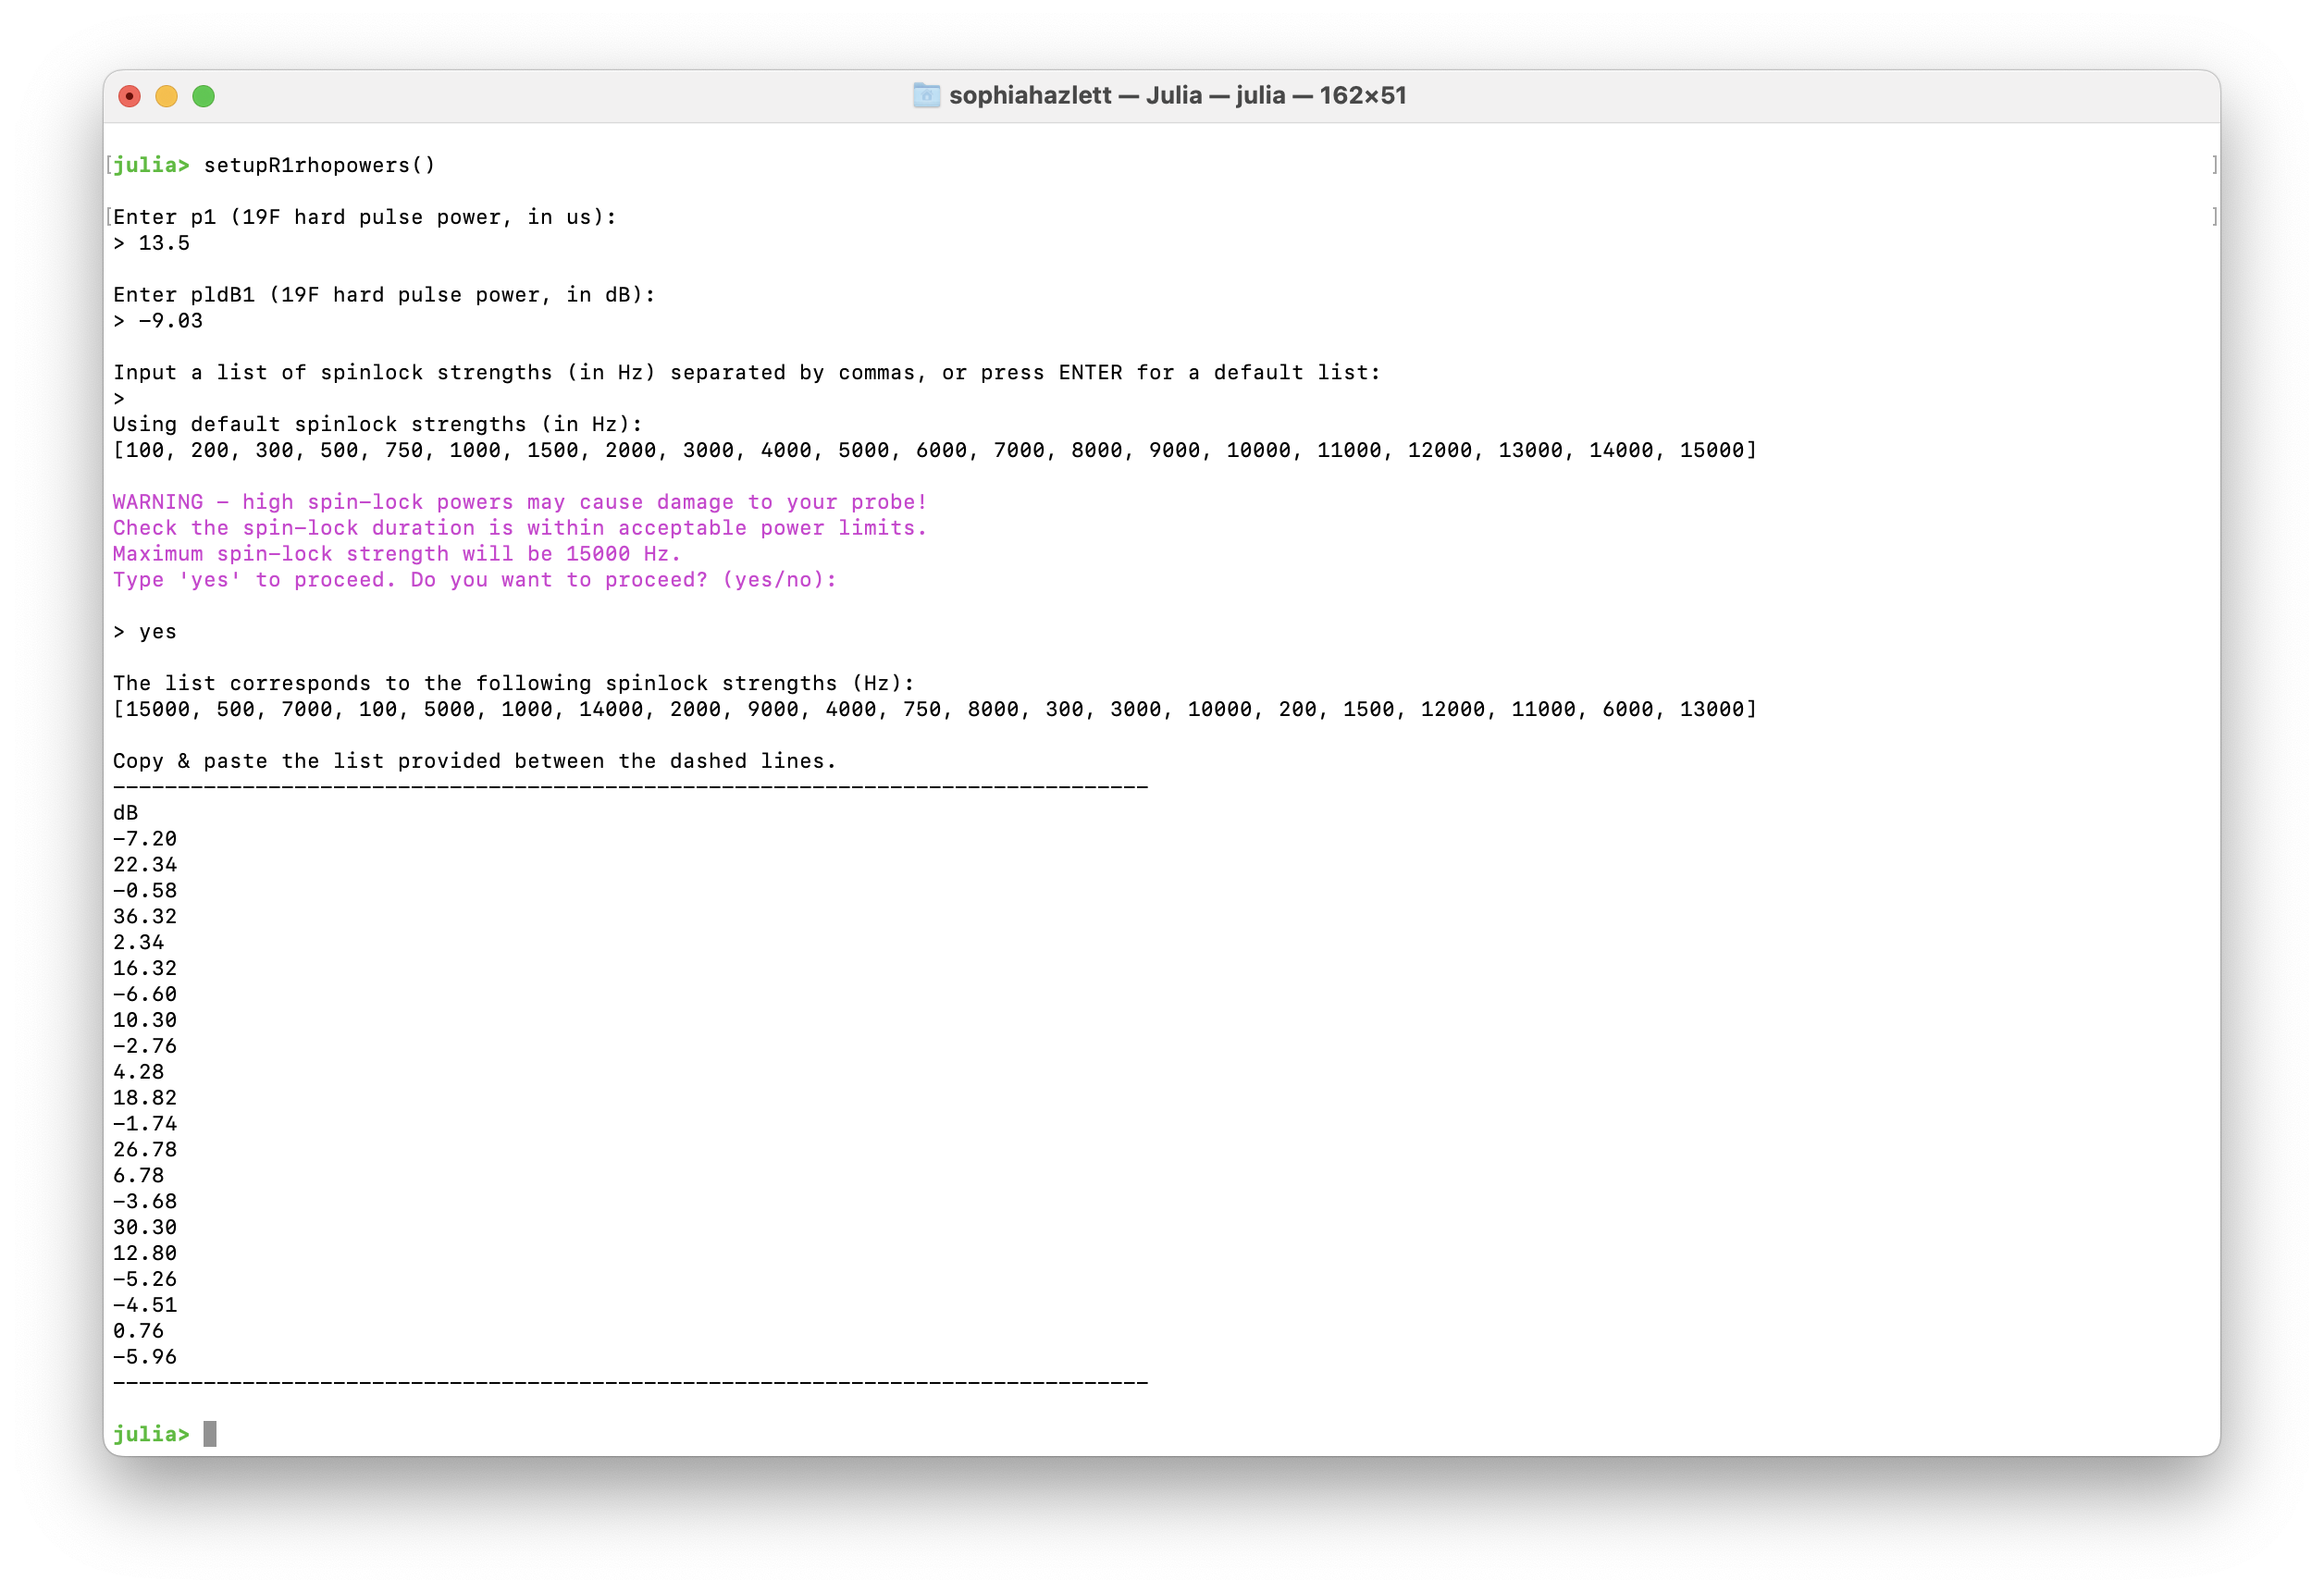 sophiahazlett — Julia — julia — 162×51
julia> setupR1rhopowers()
Enter p1 (19F hard pulse power, in us):
> 13.5
Enter pldB1 (19F hard pulse power, in dB):
> -9.03
Input a list of spinlock strengths (in Hz) separated by commas, or press ENTER for a default list:
>
Using default spinlock strengths (in Hz):
[100, 200, 300, 500, 750, 1000, 1500, 2000, 3000, 4000, 5000, 6000, 7000, 8000, 9000, 10000, 11000, 12000, 13000, 14000, 15000]
WARNING - high spin-lock powers may cause damage to your probe!
Check the spin-lock duration is within acceptable power limits.
Maximum spin-lock strength will be 15000 Hz.
Type 'yes' to proceed. Do you want to proceed? (yes/no):
> yes
The list corresponds to the following spinlock strengths (Hz):
[15000, 500, 7000, 100, 5000, 1000, 14000, 2000, 9000, 4000, 750, 8000, 300, 3000, 10000, 200, 1500, 12000, 11000, 6000, 13000]
Copy & paste the list provided between the dashed lines.
--------------------------------------------------------------------------------
dB
-7.20
22.34
-0.58
36.32
2.34
16.32
-6.60
10.30
-2.76
4.28
18.82
-1.74
26.78
6.78
-3.68
30.30
12.80
-5.26
-4.51
0.76
-5.96
--------------------------------------------------------------------------------
julia>